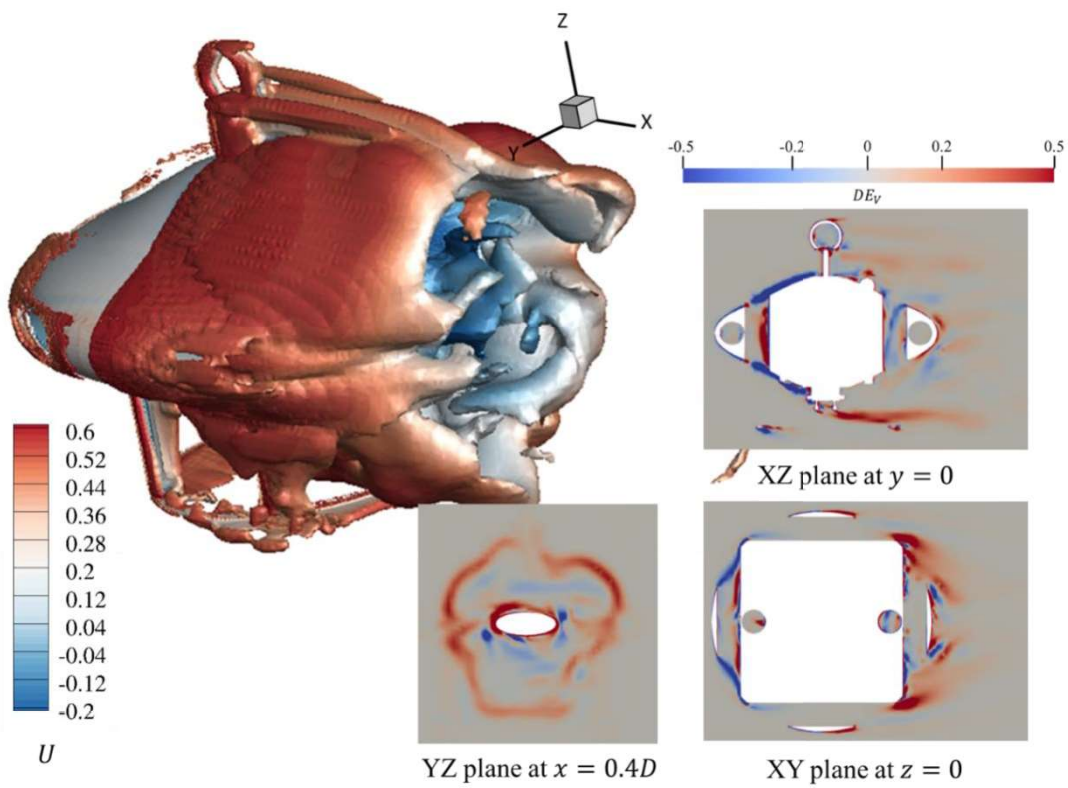 Z
X
Y
-0.5 -0.2 0 0.2 0.5
DE_V
XZ plane at y = 0
0.6
0.52
0.44
0.36
0.28
0.2
0.12
0.04
-0.04
-0.12
-0.2
U
YZ plane at x = 0.4D
XY plane at z = 0